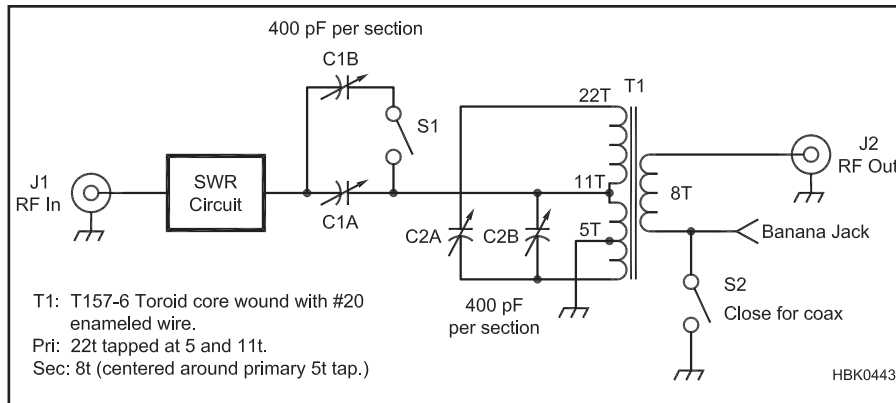 400 pF per section
C1B
S1
J1
RF In
SWR
Circuit
C1A
22T
T1
11T
5T
C2A
C2B
8T
J2
RF Out
Banana Jack
S2
Close for coax
400 pF
per section
T1: T157-6 Toroid core wound with #20
enameled wire.
Pri: 22t tapped at 5 and 11t.
Sec: 8t (centered around primary 5t tap.)
HBK0443